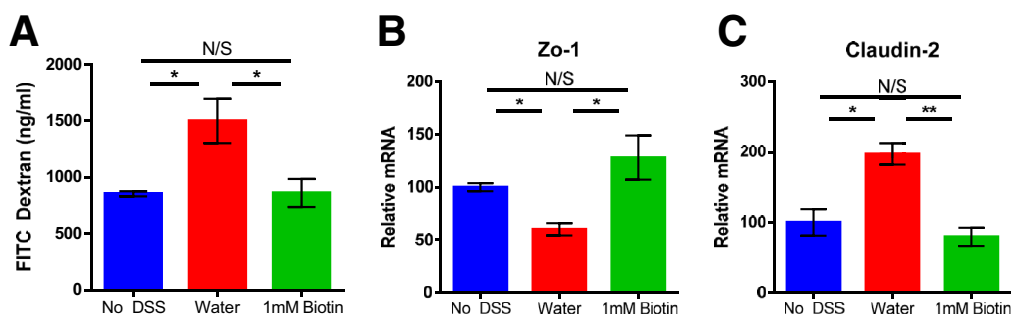 A
N/S
* *
FITC Dextran (ng/ml)
2000
1500
1000
500
0
No DSS Water 1mM Biotin
B
Zo-1
N/S
* *
Relative mRNA
200
150
100
50
0
No DSS Water 1mM Biotin
C
Claudin-2
N/S
* **
Relative mRNA
300
200
100
0
No DSS Water 1mM Biotin